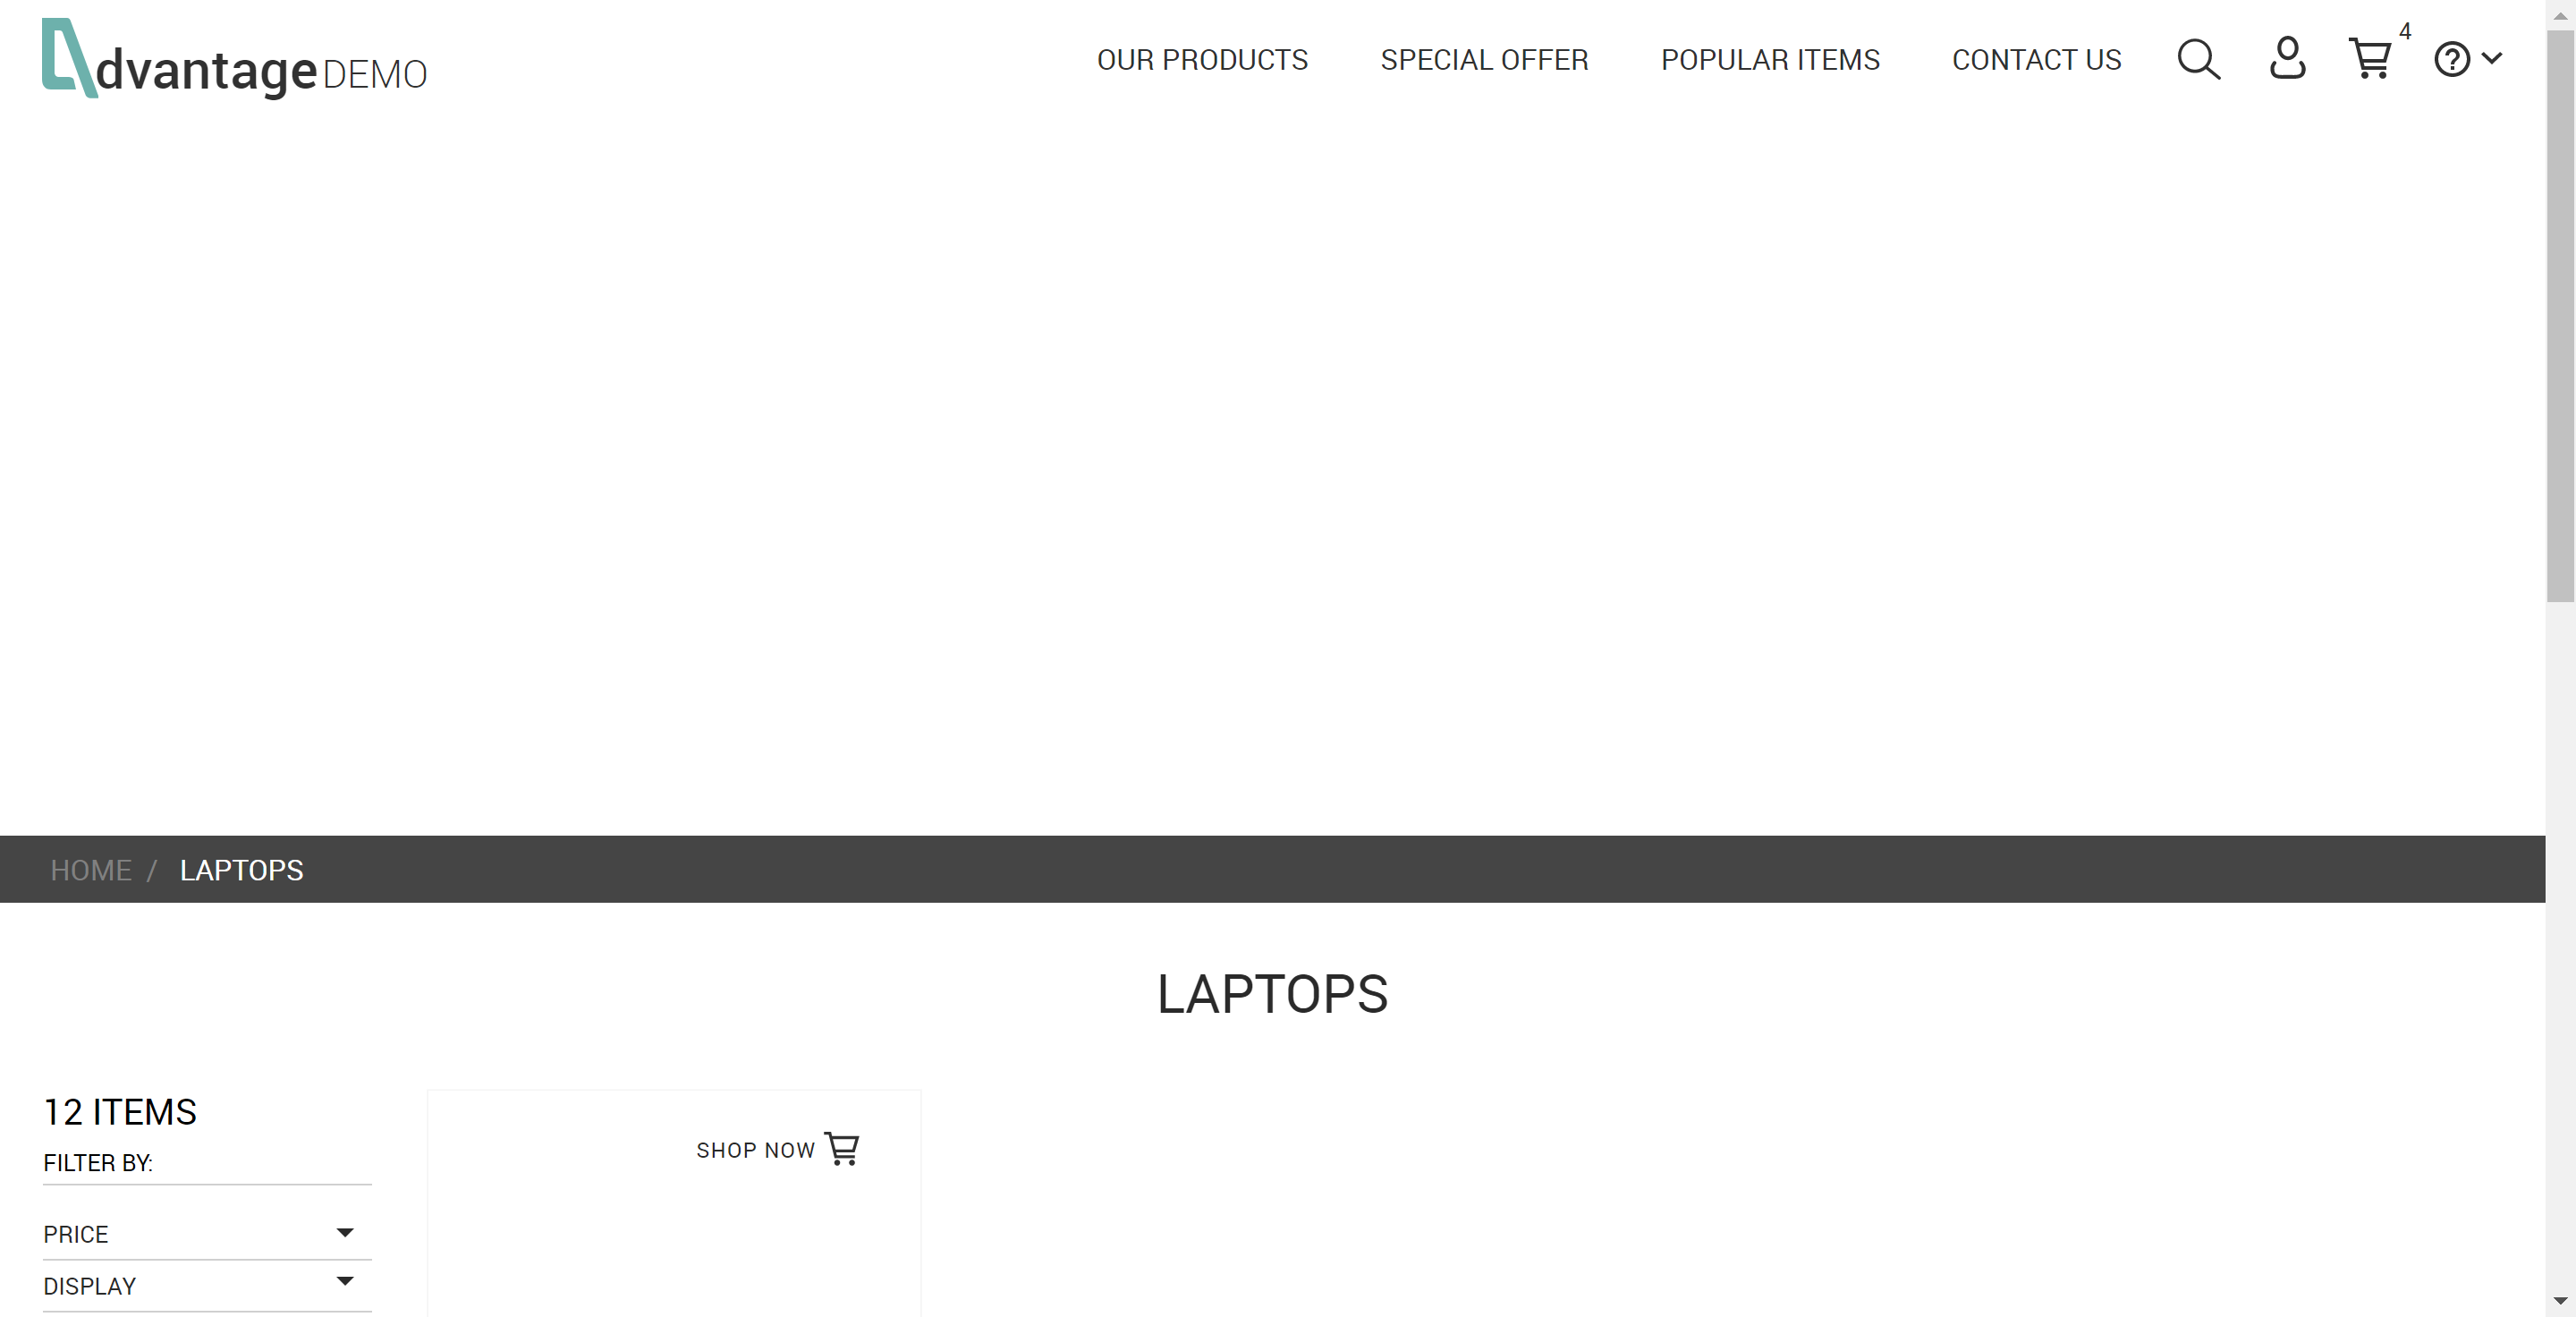 dvantage DEMO
OUR PRODUCTS SPECIAL OFFER POPULAR ITEMS CONTACT US 4
HOME / LAPTOPS
LAPTOPS
12 ITEMS
FILTER BY:
SHOP NOW
PRICE
DISPLAY